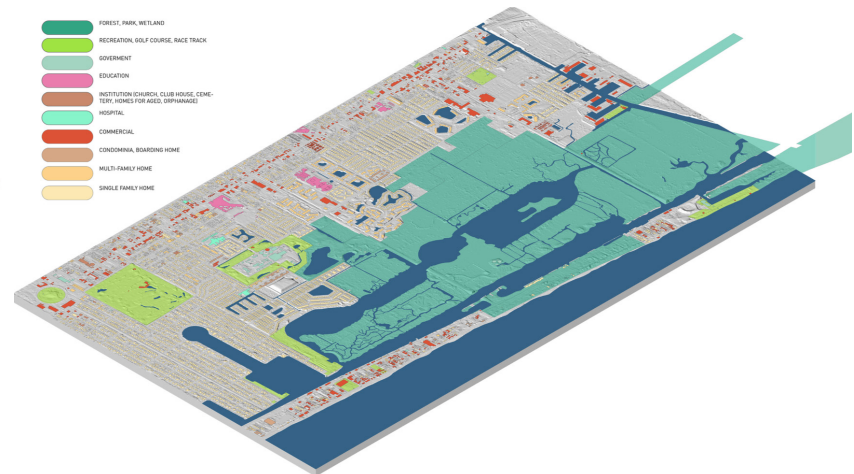 FOREST, PARK, WETLAND
RECREATION, GOLF COURSE, RACE TRACK
GOVERMENT
EDUCATION
INSTITUTION (CHURCH, CLUB HOUSE, CEME-
TERY, HOMES FOR AGED, ORPHANAGE)
HOSPITAL
COMMERCIAL
CONDOMINIA, BOARDING HOME
MULTI-FAMILY HOME
SINGLE FAMILY HOME